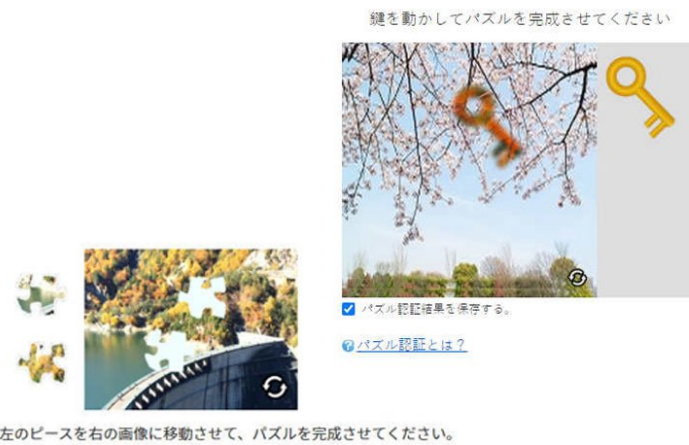 鍵を動かしてパズルを完成させてください
パズル認証結果を保存する。
パズル認証とは？
左のピースを右の画像に移動させて、パズルを完成させてください。